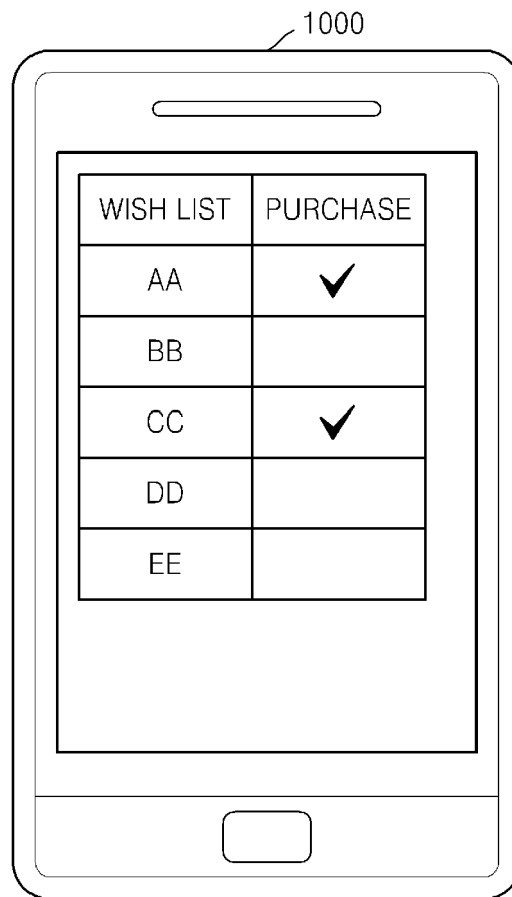 1000
WISH LIST PURCHASE
AA ✓
BB
CC ✓
DD
EE